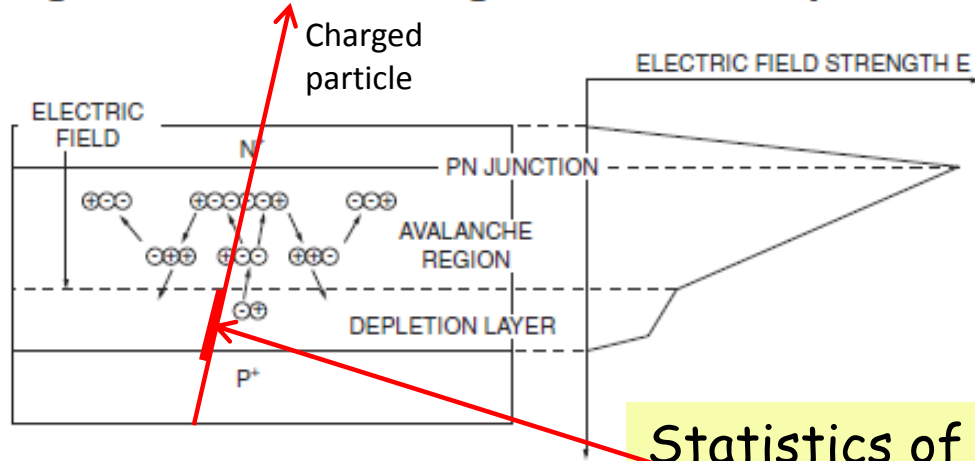 Charged
particle
ELECTRIC FIELD STRENGTH E
ELECTRIC
FIELD
N+
PN JUNCTION
⊕⊖⊖
⊕⊖⊖⊕⊖⊖⊕
⊖⊖⊕
AVALANCHE
REGION
⊖⊕⊕
⊕⊖⊖
⊕⊕⊖
⊖⊕
DEPLETION LAYER
P+
Statistics of